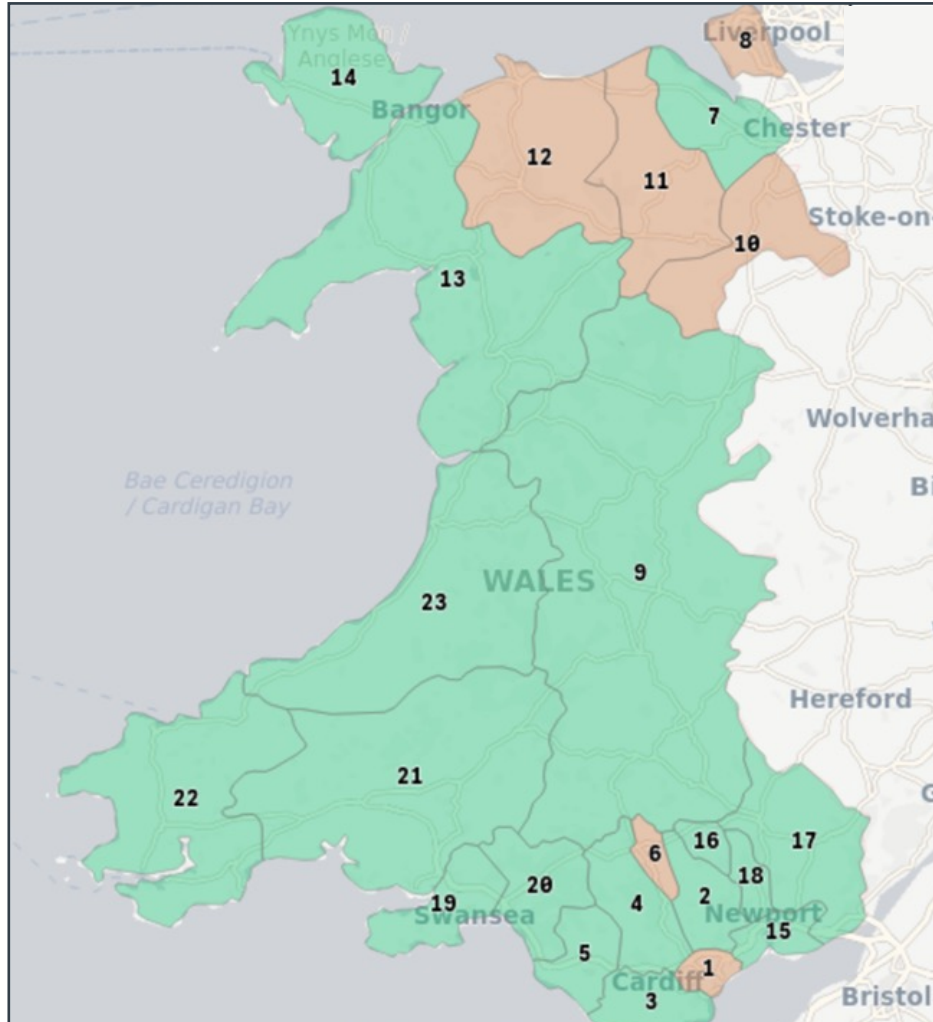 Ynys Môn /
8
Liverpool
Anglesey
14
Bangor
7
Chester
12
11
Stoke-on-
10
13
Wolverha
Bae Ceredigion
/ Cardigan Bay
Bi
9
WALES
23
Hereford
21
22
G
16
17
6
18
20
2
4
19
Swansea
Newport
15
5
1
Cardiff
3
Bristol